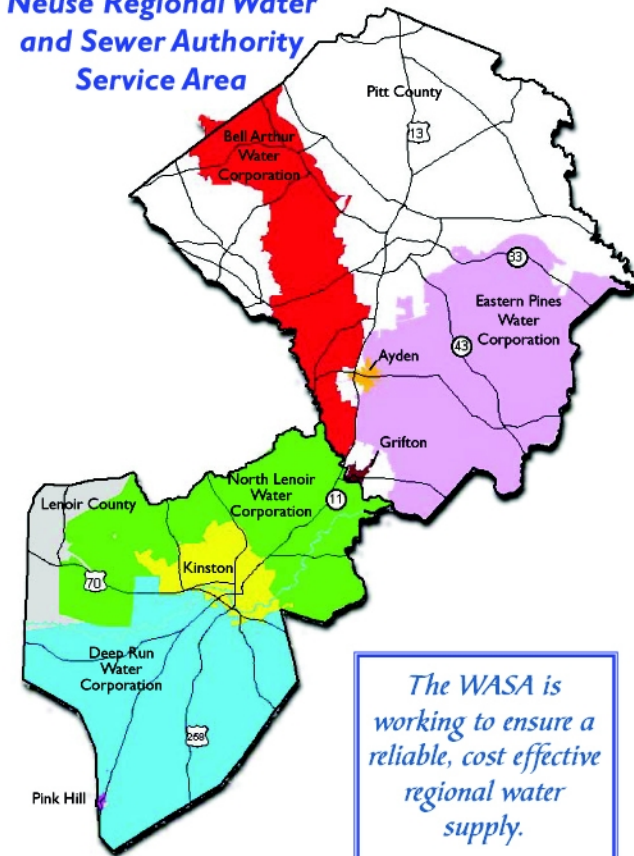 Neuse Regional Water
and Sewer Authority
Service Area
Pitt County
13
Bell Arthur
Water
Corporation
33
Eastern Pines
Water
Corporation
43
Ayden
Grifton
North Lenoir
Water
Corporation
11
Lenoir County
Kinston
70
Deep Run
Water
Corporation
258
Pink Hill
The WASA is
working to ensure a
reliable, cost effective
regional water
supply.